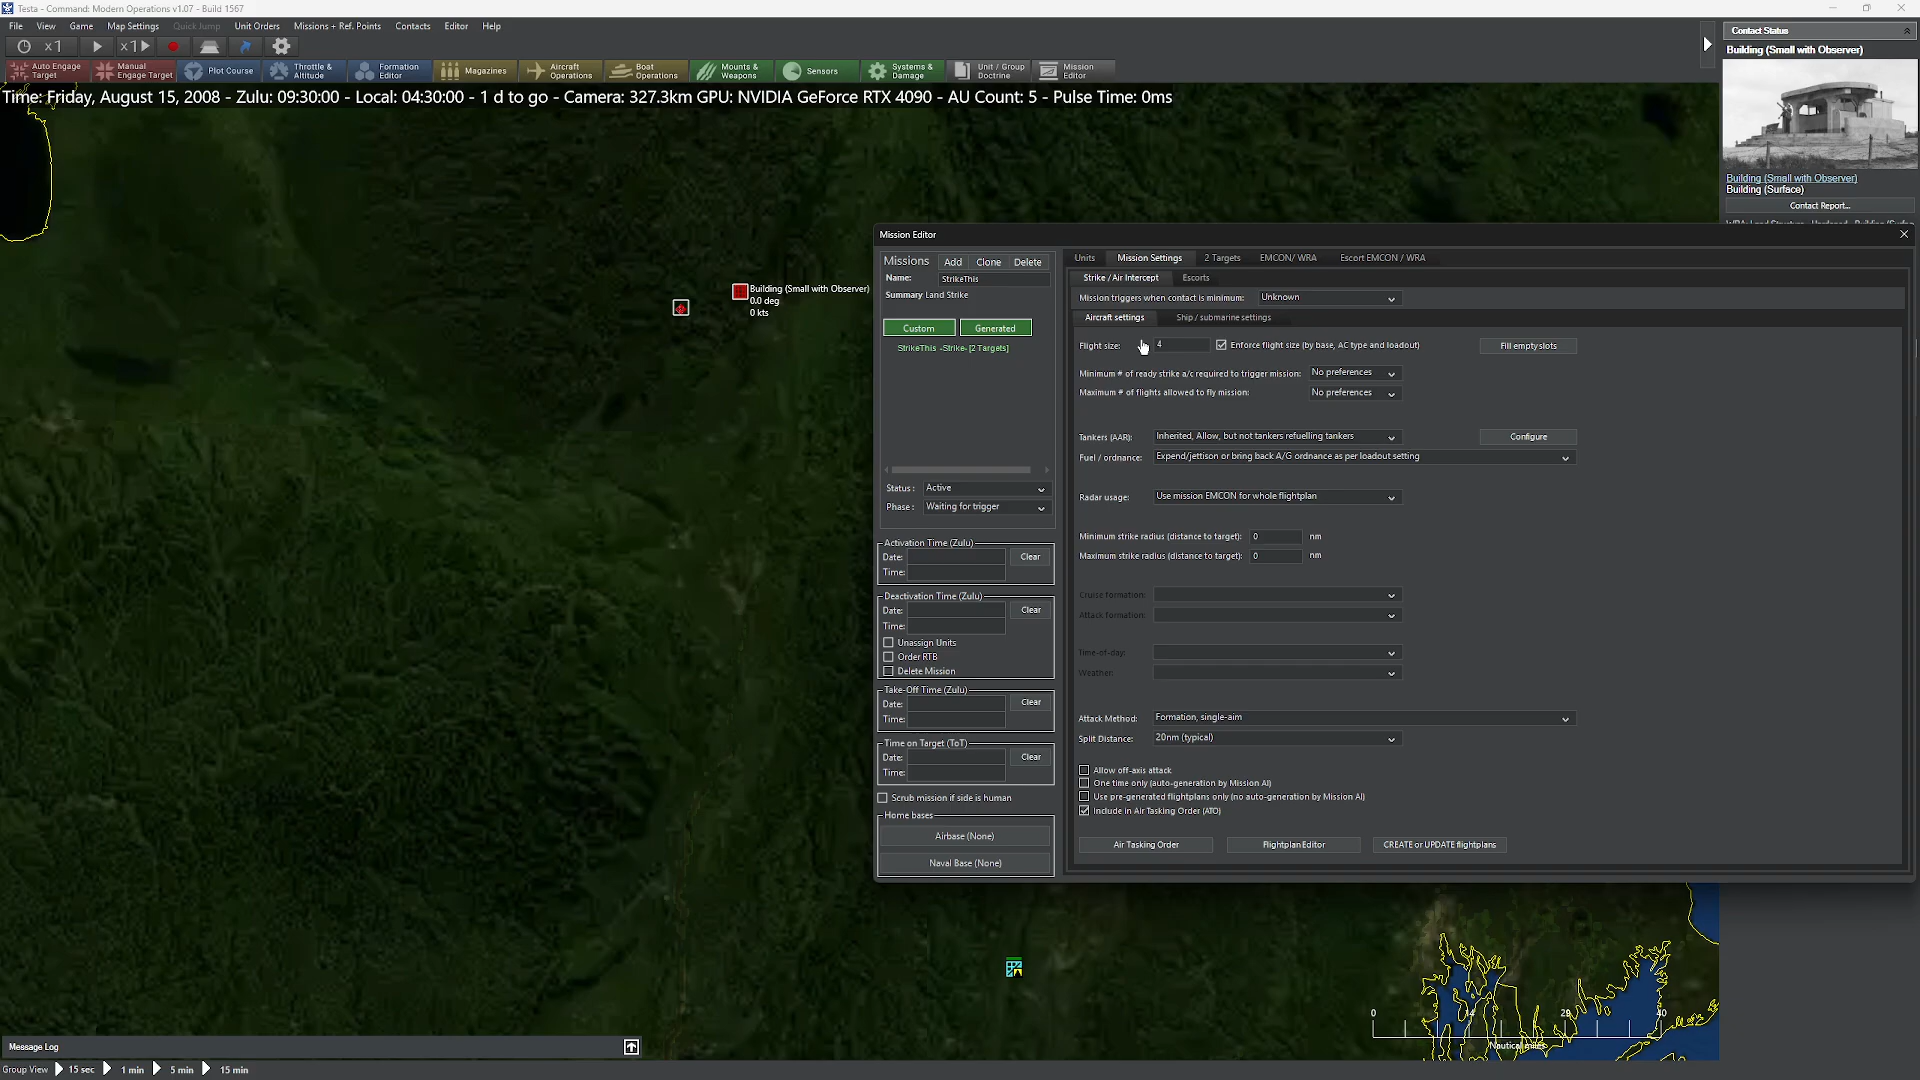 Testa - Command: Modern Operations v1.07 - Build 1567
File View Game Map Settings Quick Jump Unit Orders Missions + Ref. Points Contacts Editor Help
x1 x1
Auto Engage Target
Manual Engage Target
Plot Course
Throttle & Altitude
Formation Editor
Magazines
Aircraft Operations
Boat Operations
Mounts & Weapons
Sensors
Systems & Damage
Unit / Group Doctrine
Mission Editor
Time: Friday, August 15, 2008 - Zulu: 09:30:00 - Local: 04:30:00 - 1 d to go - Camera: 327.3km GPU: NVIDIA GeForce RTX 4090 - AU Count: 5 - Pulse Time: 0ms
Contact Status
Building (Small with Observer)
Building (Small with Observer)
Building (Surface)
Contact Report...
Building (Small with Observer)
0.0 deg
0 kts
Mission Editor
Missions Add Clone Delete
Name: StrikeThis
Summary Land Strike
Custom Generated
StrikeThis -Strike- [2 Targets]
Status: Active
Phase: Waiting for trigger
Activation Time (Zulu)
Date: Clear
Time:
Deactivation Time (Zulu)
Date: Clear
Time:
Unassign Units
Order RTB
Delete Mission
Take-Off Time (Zulu)
Date: Clear
Time:
Time on Target (ToT)
Date: Clear
Time:
Scrub mission if side is human
Home bases
Airbase (None)
Naval Base (None)
Units Mission Settings 2 Targets EMCON/ WRA Escort EMCON / WRA
Strike / Air Intercept Escorts
Mission triggers when contact is minimum: Unknown
Aircraft settings Ship / submarine settings
Flight size: 4 Enforce flight size (by base, AC type and loadout) Fill empty slots
Minimum # of ready strike a/c required to trigger mission: No preferences
Maximum # of flights allowed to fly mission: No preferences
Tankers (AAR): Inherited, Allow, but not tankers refuelling tankers Configure
Fuel / ordnance: Expend/jettison or bring back A/G ordnance as per loadout setting
Radar usage: Use mission EMCON for whole flightplan
Minimum strike radius (distance to target): 0 nm
Maximum strike radius (distance to target): 0 nm
Cruise formation:
Attack formation:
Time-of-day:
Weather:
Attack Method: Formation, single-aim
Split Distance: 20nm (typical)
Allow off-axis attack
One time only (auto-generation by Mission AI)
Use pre-generated flightplans only (no auto-generation by Mission AI)
Include in Air Tasking Order (ATO)
Air Tasking Order Flightplan Editor CREATE or UPDATE flightplans
0 14 40
Nautical miles
Message Log
Group View 15 sec 1 min 5 min 15 min